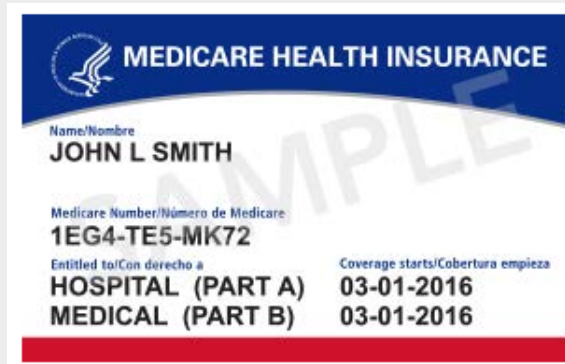 MEDICARE HEALTH INSURANCE
Name/Nombre
JOHN L SMITH
Medicare Number/Número de Medicare
1EG4-TE5-MK72
Entitled to/Con derecho a Coverage starts/Cobertura empieza
HOSPITAL (PART A) 03-01-2016
MEDICAL (PART B) 03-01-2016
SAMPLE